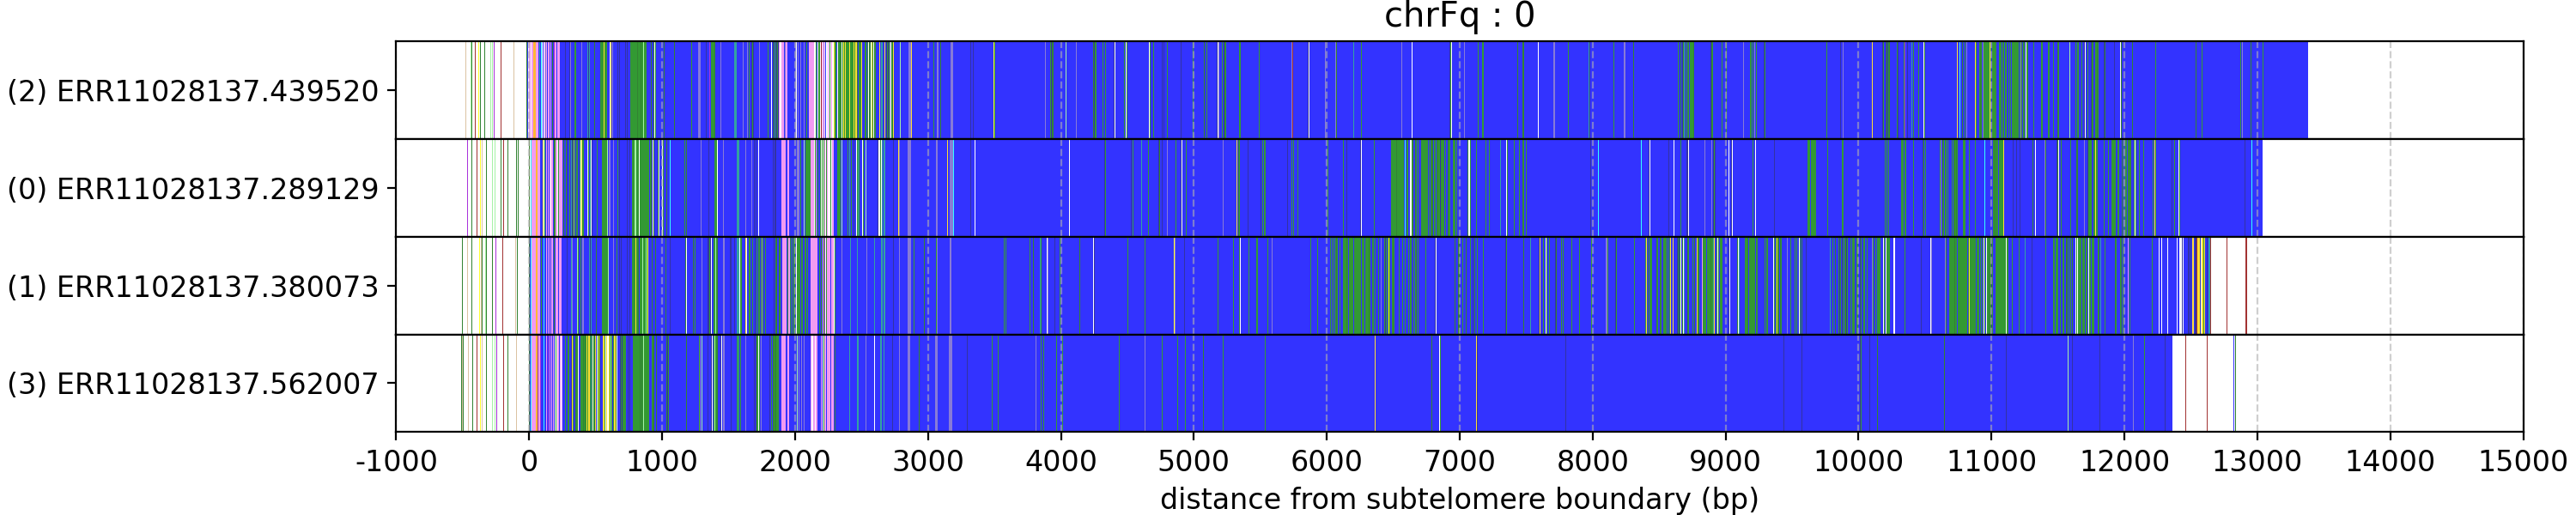 chrFq : 0
(2) ERR11028137.439520
(0) ERR11028137.289129
(1) ERR11028137.380073
(3) ERR11028137.562007
-1000 0 1000 2000 3000 4000 5000 6000 7000 8000 9000 10000 11000 12000 13000 14000 15000
distance from subtelomere boundary (bp)